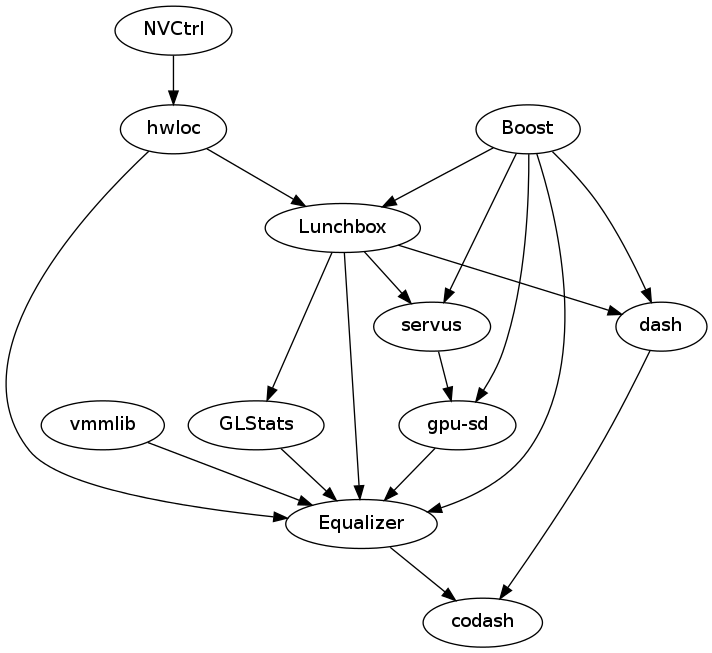 NVCtrl
hwloc
Boost
Lunchbox
servus
dash
vmmlib
GLStats
gpu-sd
Equalizer
codash